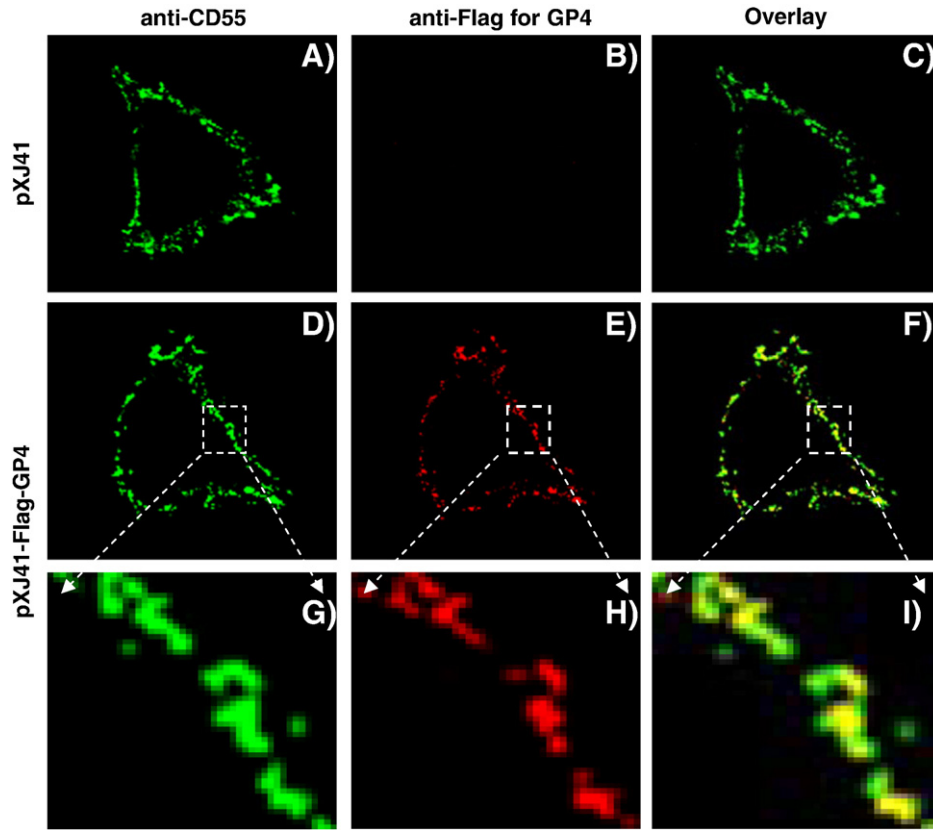 anti-CD55 anti-Flag for GP4 Overlay
pXJ41
A) B) C)
pXJ41-Flag-GP4
D) E) F)
G) H) I)